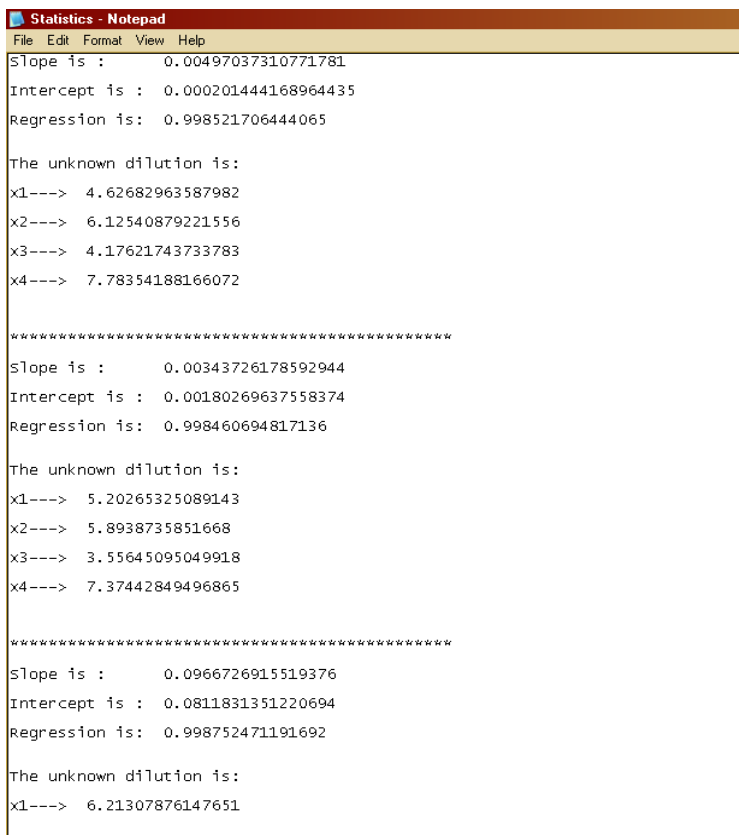 Statistics - Notepad
File Edit Format View Help
Slope is : 0.00497037310771781
Intercept is : 0.000201444168964435
Regression is: 0.998521706444065
The unknown dilution is:
x1---> 4.62682963587982
x2---> 6.12540879221556
x3---> 4.17621743733783
x4---> 7.78354188166072
**********************************************
Slope is : 0.00343726178592944
Intercept is : 0.00180269637558374
Regression is: 0.998460694817136
The unknown dilution is:
x1---> 5.20265325089143
x2---> 5.8938735851668
x3---> 3.55645095049918
x4---> 7.37442849496865
**********************************************
Slope is : 0.0966726915519376
Intercept is : 0.0811831351220694
Regression is: 0.998752471191692
The unknown dilution is:
x1---> 6.21307876147651